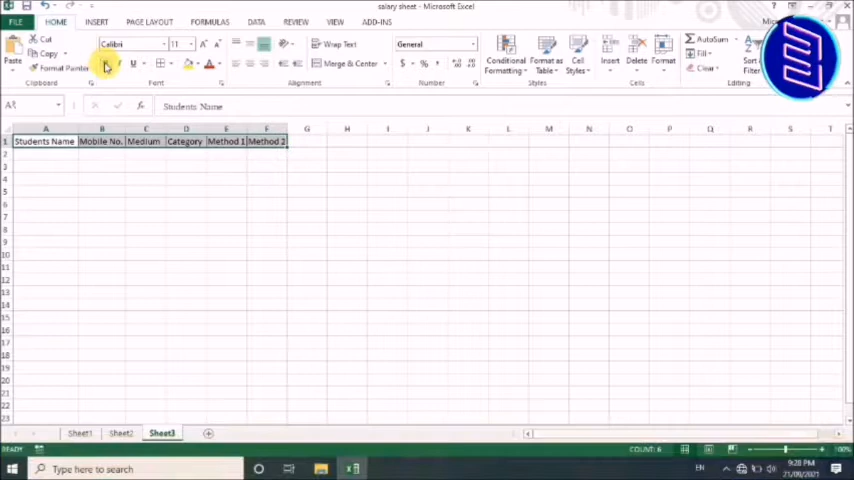 salary sheet - Microsoft Excel
FILE HOME INSERT PAGE LAYOUT FORMULAS DATA REVIEW VIEW ADD-INS
Paste
Cut
Copy
Format Painter
Clipboard
Calibri 11
U
Font
Wrap Text
Merge & Center
Alignment
General
$ % ,
Number
Conditional Formatting
Format as Table
Cell Styles
Styles
Insert
Delete
Format
Cells
AutoSum
Fill
Clear
Editing
fx Students Name
A B C D E F G H I J K L M N O P Q R S T
1 Students Name Mobile No. Medium Category Method 1 Method 2
2
3
4
5
6
7
8
9
10
11
12
13
14
15
16
17
18
19
20
21
22
23
Sheet1 Sheet2 Sheet3
READY COUNT: 6 100%
Type here to search
EN
9:28 PM
21/09/2021